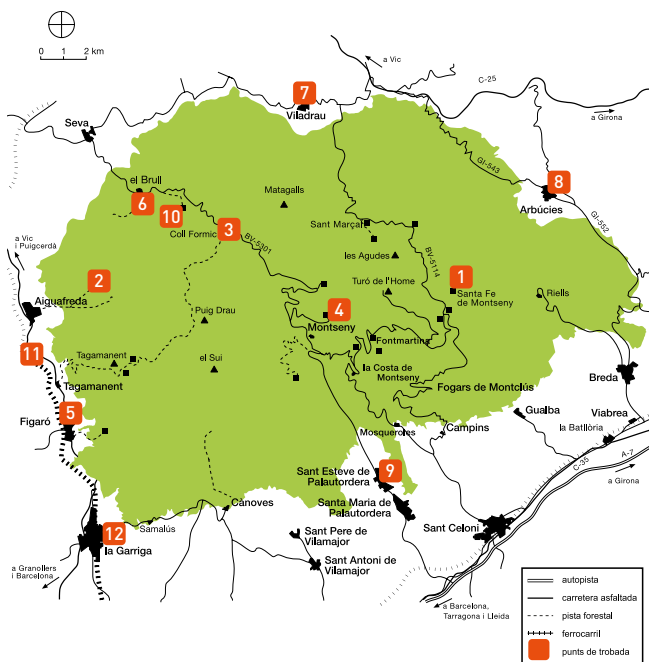 0 1 2 km
a Vic
C-25
a Girona
7
Viladrau
Seva
GI-543
8
Arbúcies
GI-552
el Brull
6
10
Matagalls
Coll Formic
3
BV-5301
Sant Marçal
les Agudes
BV-5114
a Vic
i Puigcerdà
2
Aiguafreda
Turó de l'Home
1
Santa Fe
de Montseny
Riells
Puig Drau
4
Montseny
Fontmartina
11
Tagamanent
el Sui
la Costa de
Montseny
Tagamanent
Fogars de Montclús
Breda
5
Figaró
Gualba
Viabrea
la Batllòria
Mosqueroles
Campins
9
Sant Esteve de
Palautordera
C-35
A-7
a Girona
Santa Maria de
Palautordera
Cànoves
Samalús
12
la Garriga
Sant Pere de
Vilamajor
Sant Celoni
Sant Antoni de
Vilamajor
a Granollers
i Barcelona
a Barcelona,
Tarragona i Lleida
autopista
carretera asfaltada
pista forestal
ferrocarril
punts de trobada